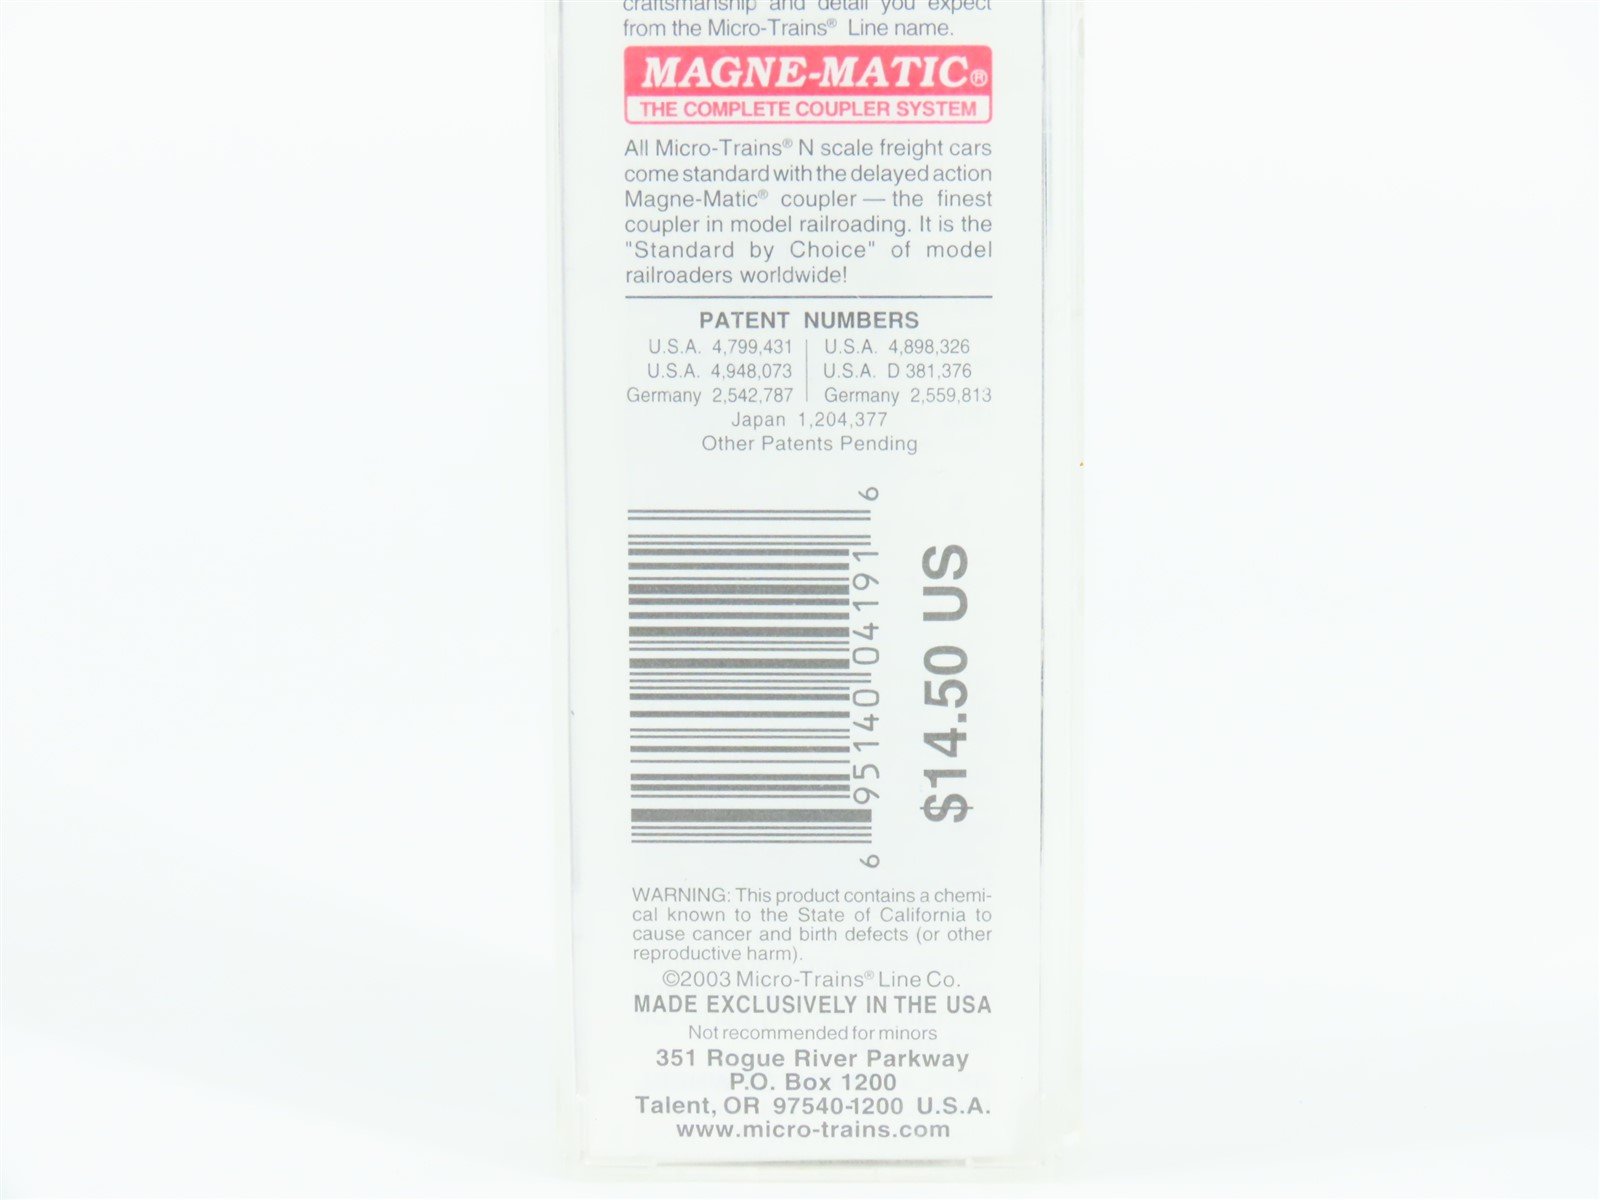 craftsmanship and detail you expect
from the Micro-Trains® Line name.
MAGNE-MATIC®
THE COMPLETE COUPLER SYSTEM
All Micro-Trains® N scale freight cars
come standard with the delayed action
Magne-Matic® coupler — the finest
coupler in model railroading. It is the
"Standard by Choice" of model
railroaders worldwide!
PATENT NUMBERS
U.S.A. 4,799,431 | U.S.A. 4,898,326
U.S.A. 4,948,073 | U.S.A. D 381,376
Germany 2,542,787 | Germany 2,559,813
Japan 1,204,377
Other Patents Pending
6 95140 04191 6
$14.50 US
WARNING: This product contains a chemi-
cal known to the State of California to
cause cancer and birth defects (or other
reproductive harm).
©2003 Micro-Trains® Line Co.
MADE EXCLUSIVELY IN THE USA
Not recommended for minors
351 Rogue River Parkway
P.O. Box 1200
Talent, OR 97540-1200 U.S.A.
www.micro-trains.com